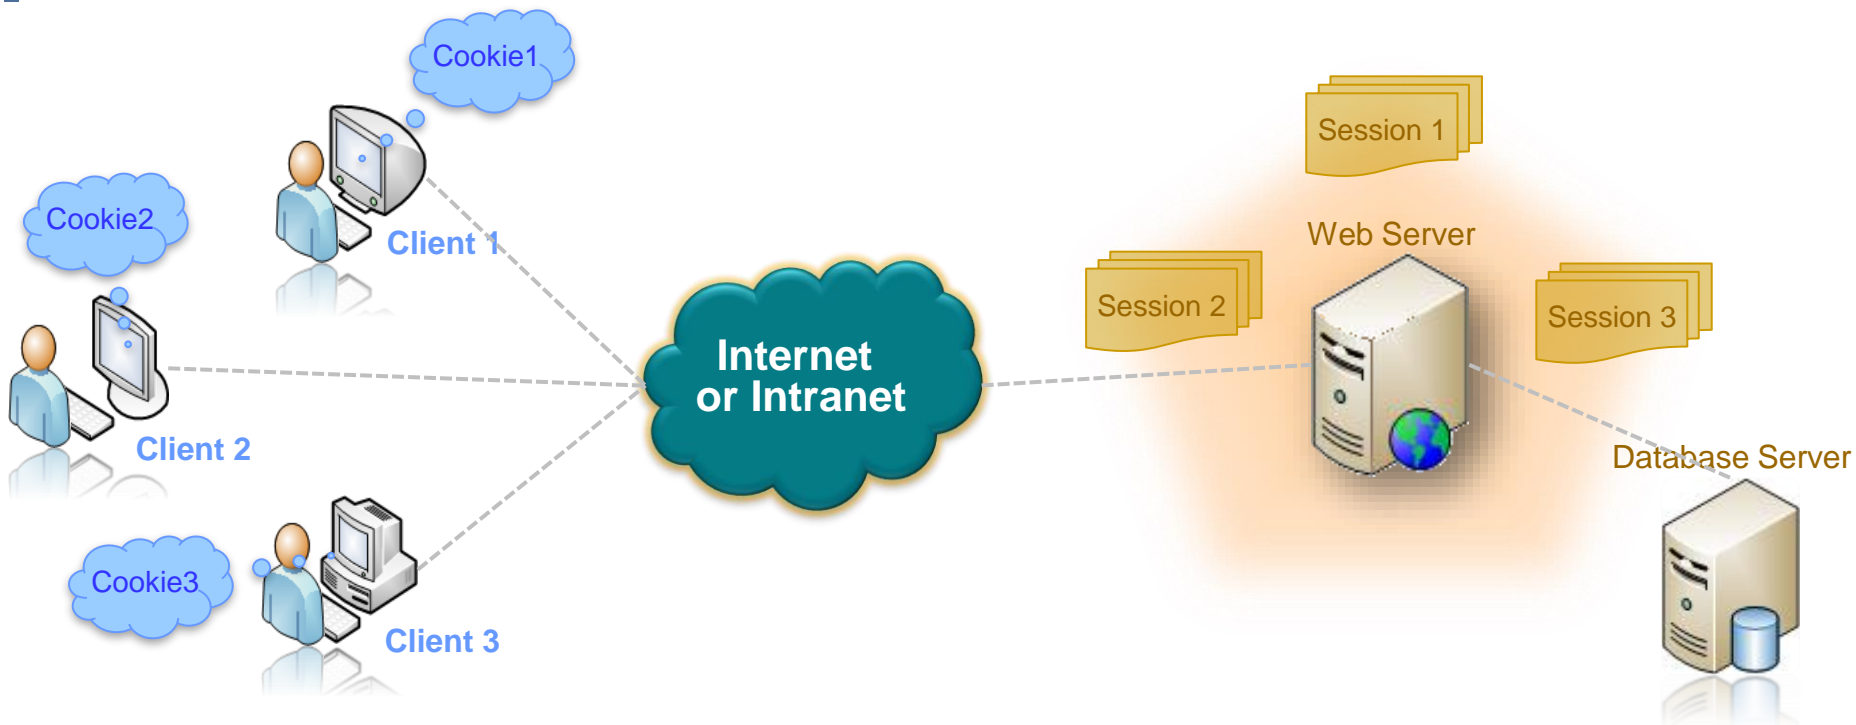 Cookie1
Session 1
Cookie2
Client 1
Web Server
Session 2
Session 3
Internet
or Intranet
Client 2
Database Server
Cookie3
Client 3